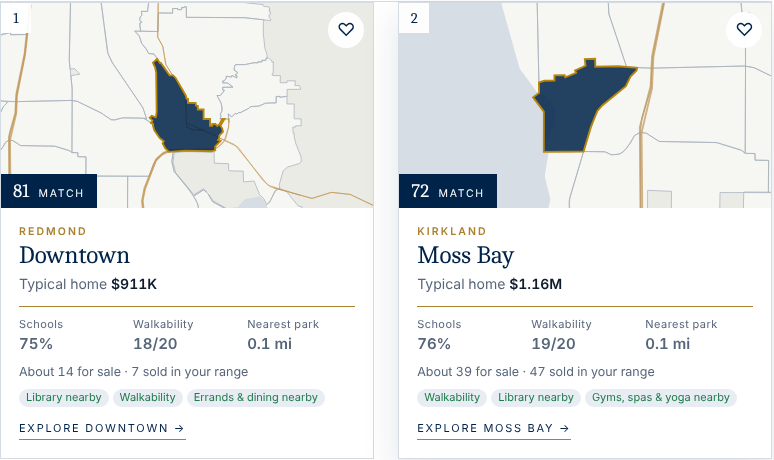 1
81 MATCH
REDMOND
Downtown
Typical home $911K
Schools Walkability Nearest park
75% 18/20 0.1 mi
About 14 for sale · 7 sold in your range
Library nearby Walkability Errands & dining nearby
EXPLORE DOWNTOWN →
2
72 MATCH
KIRKLAND
Moss Bay
Typical home $1.16M
Schools Walkability Nearest park
76% 19/20 0.1 mi
About 39 for sale · 47 sold in your range
Walkability Library nearby Gyms, spas & yoga nearby
EXPLORE MOSS BAY →